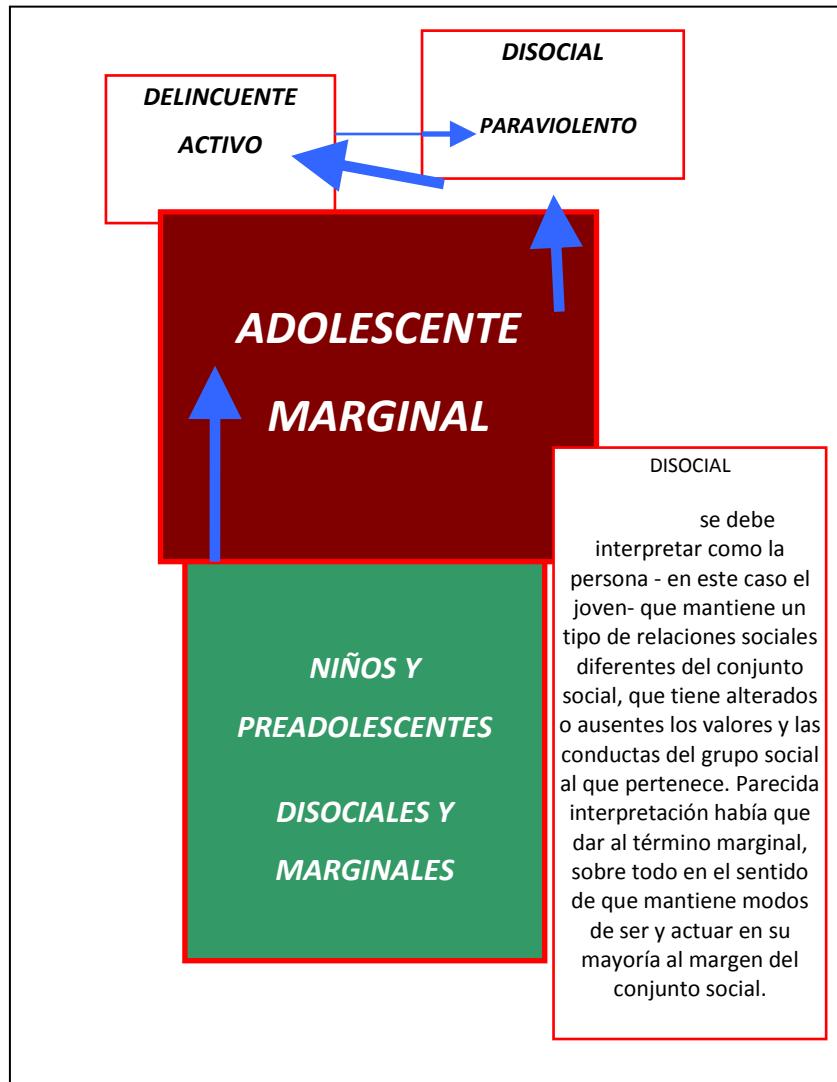 DELINCUENTE
ACTIVO
DISOCIAL
PARAVIOLENTO
ADOLESCENTE
MARGINAL
NIÑOS Y
PREADOLESCENTES
DISOCIALES Y
MARGINALES
DISOCIAL
se debe
interpretar como la
persona - en este caso el
joven- que mantiene un
tipo de relaciones sociales
diferentes del conjunto
social, que tiene alterados
o ausentes los valores y las
conductas del grupo social
al que pertenece. Parecida
interpretación había que
dar al término marginal,
sobre todo en el sentido
de que mantiene modos
de ser y actuar en su
mayoría al margen del
conjunto social.